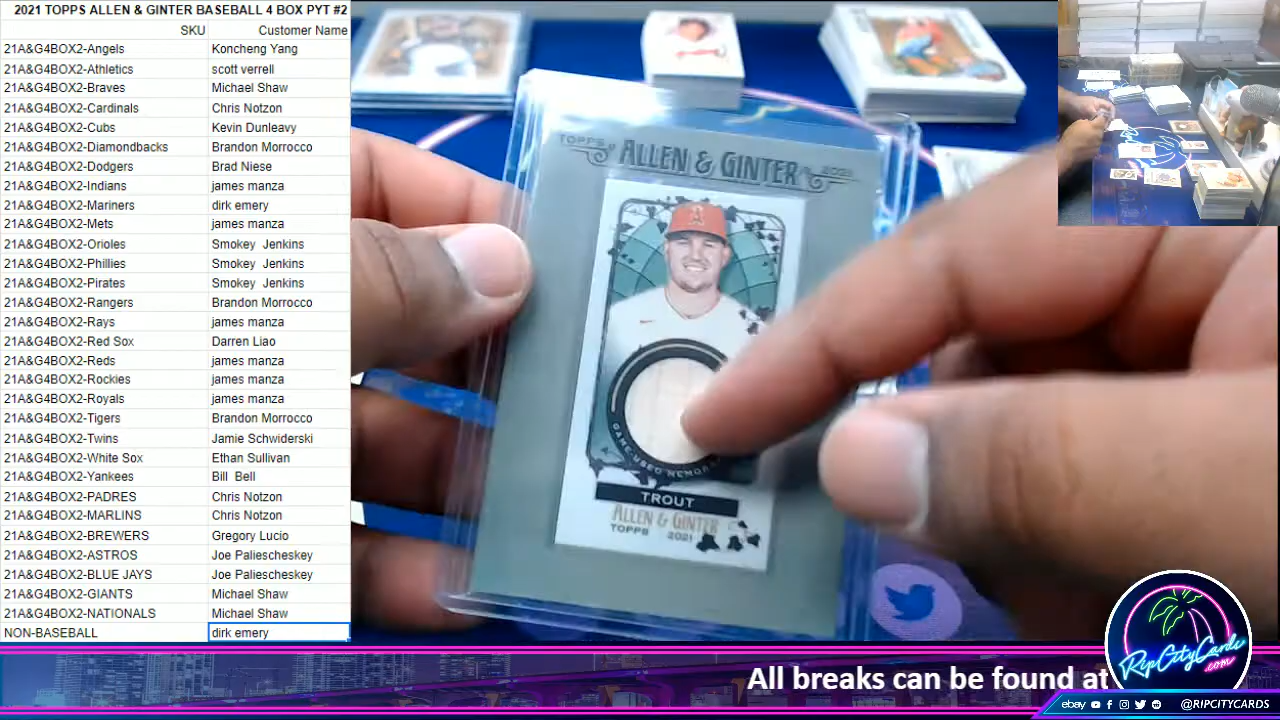 2021 TOPPS ALLEN & GINTER BASEBALL 4 BOX PYT #2
SKU Customer Name
21A&G4BOX2-Angels Koncheng Yang
21A&G4BOX2-Athletics scott verrell
21A&G4BOX2-Braves Michael Shaw
21A&G4BOX2-Cardinals Chris Notzon
21A&G4BOX2-Cubs Kevin Dunleavy
21A&G4BOX2-Diamondbacks Brandon Morrocco
21A&G4BOX2-Dodgers Brad Niese
21A&G4BOX2-Indians james manza
21A&G4BOX2-Mariners dirk emery
21A&G4BOX2-Mets james manza
21A&G4BOX2-Orioles Smokey Jenkins
21A&G4BOX2-Phillies Smokey Jenkins
21A&G4BOX2-Pirates Smokey Jenkins
21A&G4BOX2-Rangers Brandon Morrocco
21A&G4BOX2-Rays james manza
21A&G4BOX2-Red Sox Darren Liao
21A&G4BOX2-Reds james manza
21A&G4BOX2-Rockies james manza
21A&G4BOX2-Royals james manza
21A&G4BOX2-Tigers Brandon Morrocco
21A&G4BOX2-Twins Jamie Schwiderski
21A&G4BOX2-White Sox Ethan Sullivan
21A&G4BOX2-Yankees Bill Bell
21A&G4BOX2-PADRES Chris Notzon
21A&G4BOX2-MARLINS Chris Notzon
21A&G4BOX2-BREWERS Gregory Lucio
21A&G4BOX2-ASTROS Joe Paliescheskey
21A&G4BOX2-BLUE JAYS Joe Paliescheskey
21A&G4BOX2-GIANTS Michael Shaw
21A&G4BOX2-NATIONALS Michael Shaw
NON-BASEBALL dirk emery
TOPPS ALLEN & GINTER 2021
A
GAME-USED
TROUT
ALLEN & GINTER
TOPPS 2021
All breaks can be found at
RipCityCards
.com
ebay @RIPCITYCARDS